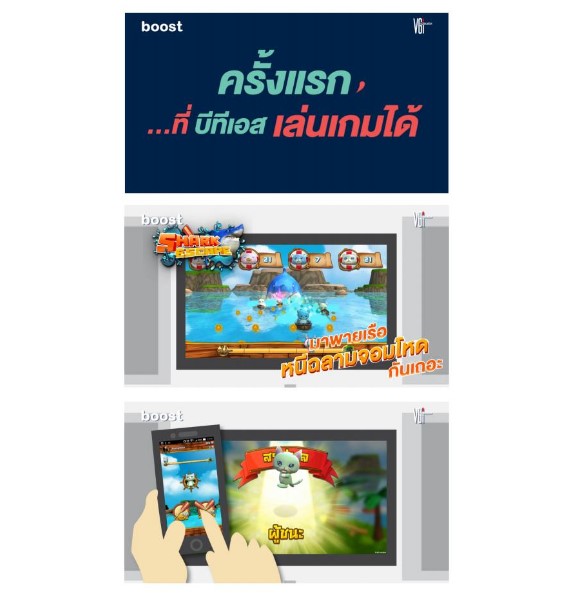 boost
VGI
ครั้งแรก
...ที่ บีทีเอส เล่นเกมได้
boost
VGI
SHARK
ESCAPE
21
7
31
มาพายเรือ
หนีฉลามจอมโหด
กันเถอะ
boost
VGI
ผู้ชนะ